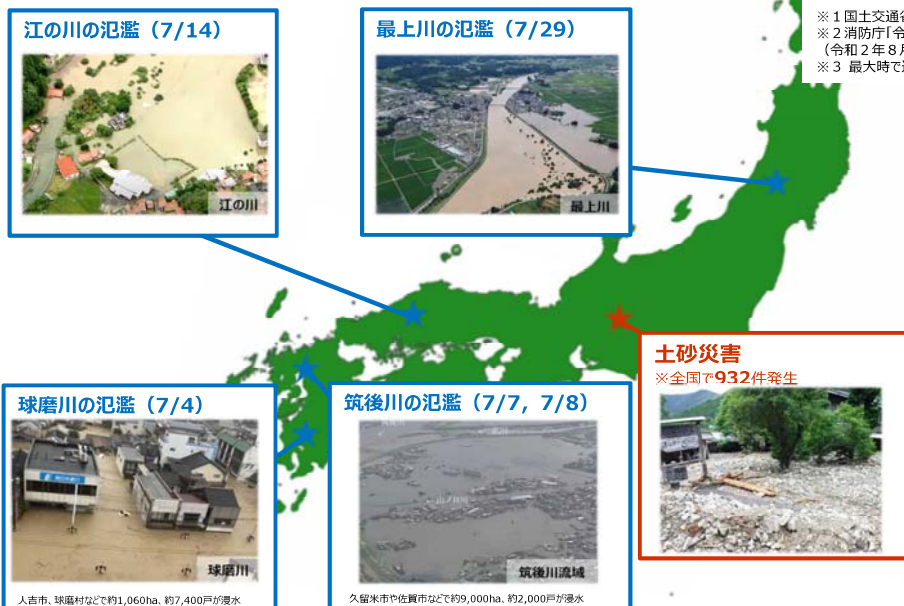 江の川の氾濫（7/14）
江の川
最上川の氾濫（7/29）
最上川
※１国土交通省
※２消防庁「令
（令和２年８月
※３ 最大時で
土砂災害
※全国で932件発生
球磨川の氾濫（7/4）
球磨川
人吉市、球磨村などで約1,060ha、約7,400戸が浸水
筑後川の氾濫（7/7, 7/8）
筑後川流域
久留米市や佐賀市などで約9,000ha、約2,000戸が浸水